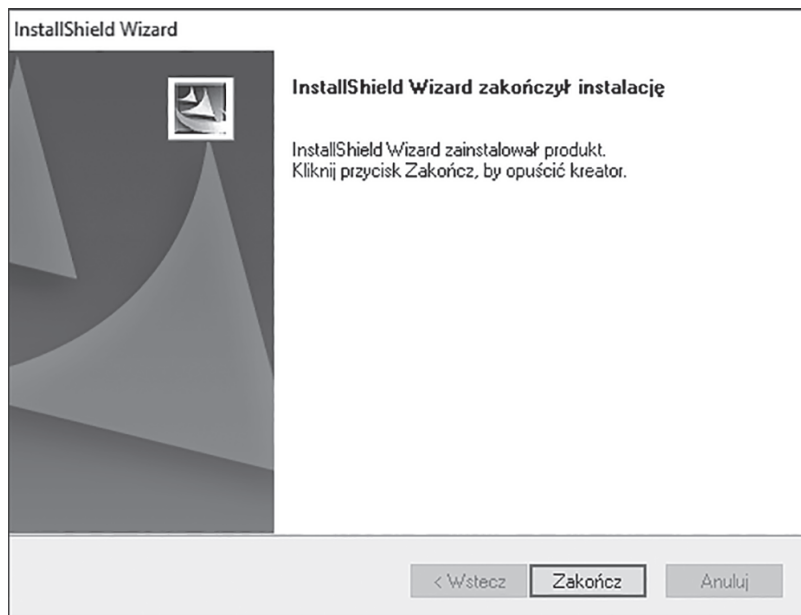 InstallShield Wizard
InstallShield Wizard zakończył instalację
InstallShield Wizard zainstalował produkt.
Kliknij przycisk Zakończ, by opuścić kreator.
< Wstecz
Zakończ
Anuluj